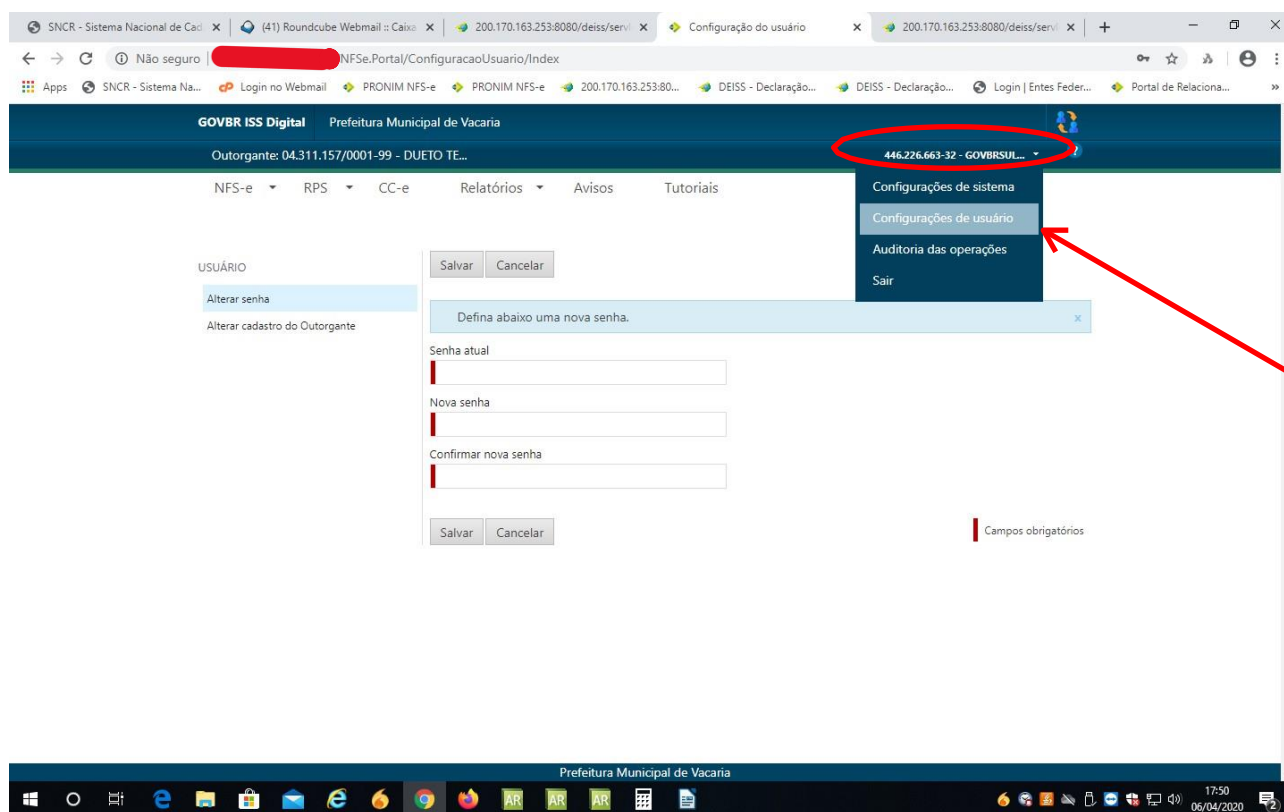 SNCR - Sistema Nacional de Cad
(41) Roundcube Webmail :: Caixa
200.170.163.253:8080/deiss/servl
Configuração do usuário
200.170.163.253:8080/deiss/servl
Não seguro
NFSe.Portal/ConfiguracaoUsuario/Index
Apps
SNCR - Sistema Na...
Login no Webmail
PRONIM NFS-e
PRONIM NFS-e
200.170.163.253:80...
DEISS - Declaração...
DEISS - Declaração...
Login | Entes Feder...
Portal de Relaciona...
»
GOVBR ISS Digital Prefeitura Municipal de Vacaria
Outorgante: 04.311.157/0001-99 - DUETO TE...
446.226.663-32 - GOVBRSUL...
?
NFS-e RPS CC-e Relatórios Avisos Tutoriais
Configurações de sistema
Configurações de usuário
Auditoria das operações
Sair
USUÁRIO
Alterar senha
Alterar cadastro do Outorgante
Salvar Cancelar
Defina abaixo uma nova senha.
x
Senha atual
Nova senha
Confirmar nova senha
Salvar Cancelar
Campos obrigatórios
Prefeitura Municipal de Vacaria
AR AR AR
17:50
06/04/2020